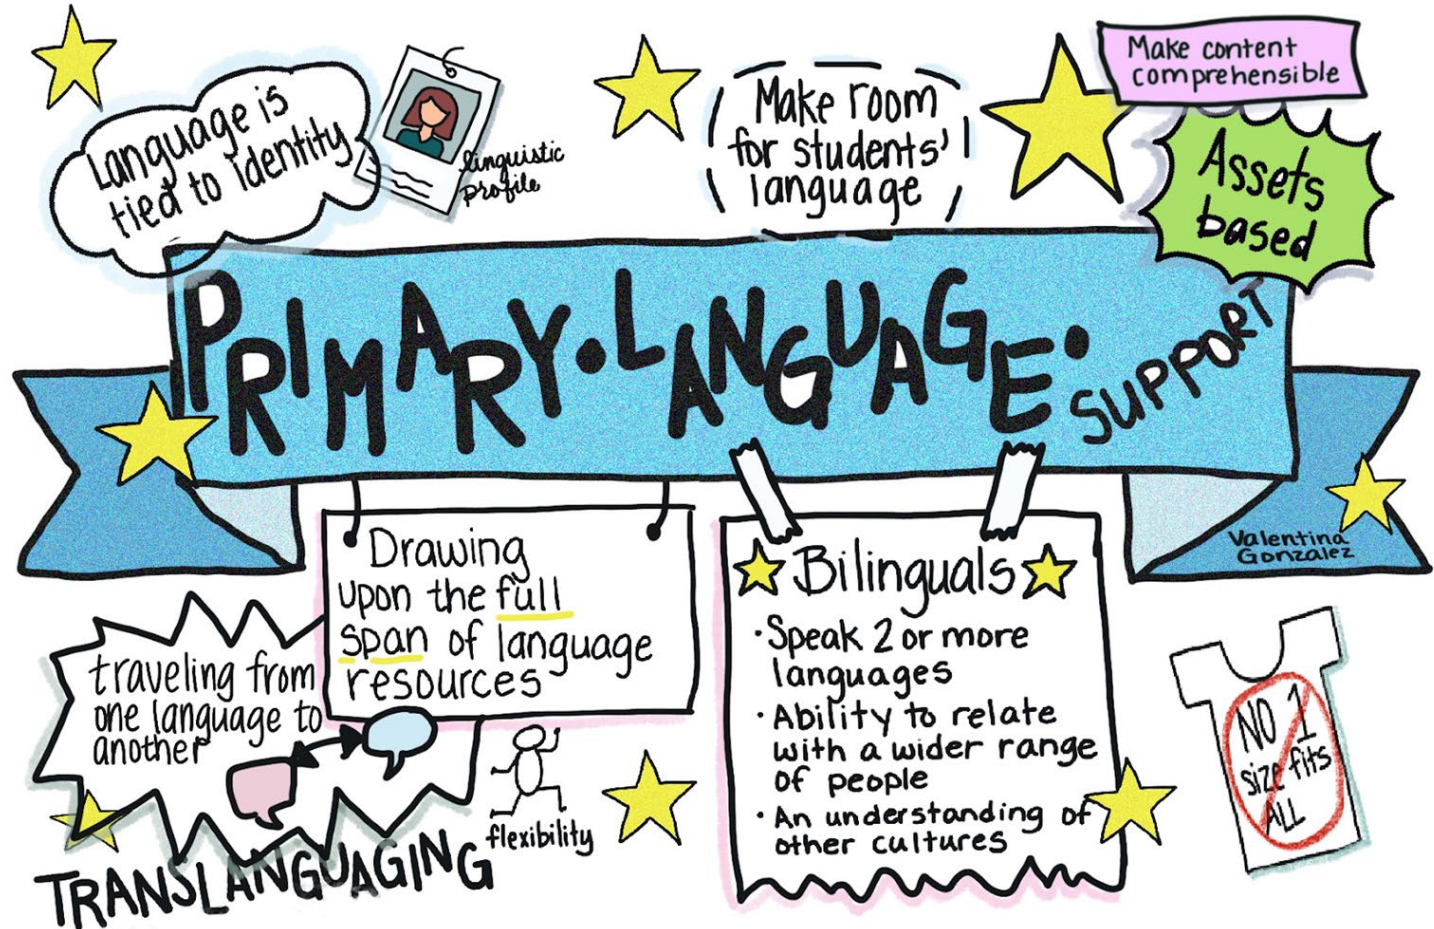 Make content
comprehensible
Language is
tied to identity
linguistic
profile
Make room
for students'
language
Assets
based
PRIMARY • LANGUAGE •
SUPPORT
Valentina
Gonzalez
Drawing
upon the full
span of language
resources
Bilinguals
• Speak 2 or more
languages
• Ability to relate
with a wider range
of people
• An understanding of
other cultures
traveling from
one language to
another
flexibility
TRANSLANGUAGING
NO 1
size fits
ALL